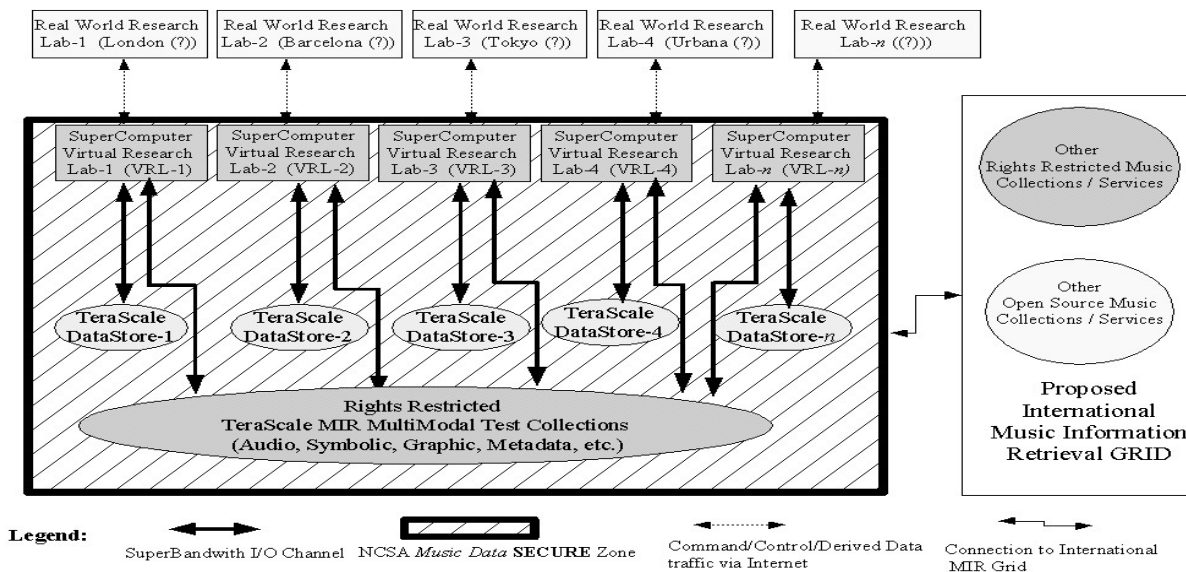 Real World Research
Lab-1 (London (?))
Real World Research
Lab-2 (Barcelona (?))
Real World Research
Lab-3 (Tokyo (?))
Real World Research
Lab-4 (Urbana (?)
Real World Research
Lab-n ((?)))
SuperComputer
Virtual Research
Lab-1 (VRL-1)
SuperComputer
Virtual Research
Lab-2 (VRL-2)
SuperComputer
Virtual Research
Lab-3 (VRL-3)
SuperComputer
Virtual Research
Lab-4 (VRL-4)
SuperComputer
Virtual Research
Lab-n (VRL-n)
TeraScale
DataStore-1
TeraScale
DataStore-2
TeraScale
DataStore-3
TeraScale
DataStore-4
TeraScale
DataStore-n
Rights Restricted
TeraScale MIR MultiModal Test Collections
(Audio, Symbolic, Graphic, Metadata, etc.)
Other
Rights Restricted Music
Collections / Services
Other
Open Source Music
Collections / Services
Proposed
International
Music Information
Retrieval GRID
Legend:
SuperBandwith I/O Channel
NCSA Music Data SECURE Zone
Command/Control/Derived Data
traffic via Internet
Connection to International
MIR Grid